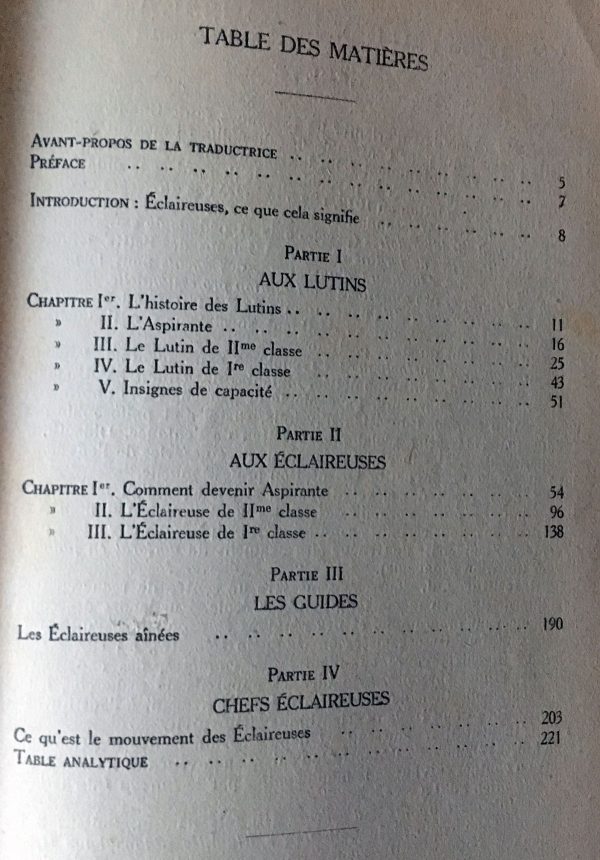 TABLE DES MATIÈRES
AVANT-PROPOS DE LA TRADUCTRICE .. .. .. .. .. .. .. .. 5
PRÉFACE .. .. .. .. .. .. .. .. .. .. .. .. 7
INTRODUCTION : Éclaireuses, ce que cela signifie .. .. .. .. .. 8
PARTIE I
AUX LUTINS
CHAPITRE Ier. L'histoire des Lutins .. .. .. .. .. .. .. 11
» II. L'Aspirante .. .. .. .. .. .. .. .. .. 16
» III. Le Lutin de IIme classe .. .. .. .. .. .. 25
» IV. Le Lutin de Ire classe .. .. .. .. .. .. 43
» V. Insignes de capacité .. .. .. .. .. .. .. 51
PARTIE II
AUX ÉCLAIREUSES
CHAPITRE Ier. Comment devenir Aspirante .. .. .. .. .. .. 54
» II. L'Éclaireuse de IIme classe .. .. .. .. .. .. 96
» III. L'Éclaireuse de Ire classe .. .. .. .. .. .. 138
PARTIE III
LES GUIDES
Les Éclaireuses aînées .. .. .. .. .. .. .. .. .. .. 190
PARTIE IV
CHEFS ÉCLAIREUSES
Ce qu'est le mouvement des Éclaireuses .. .. .. .. .. .. 203
TABLE ANALYTIQUE .. .. .. .. .. .. .. .. .. .. .. 221